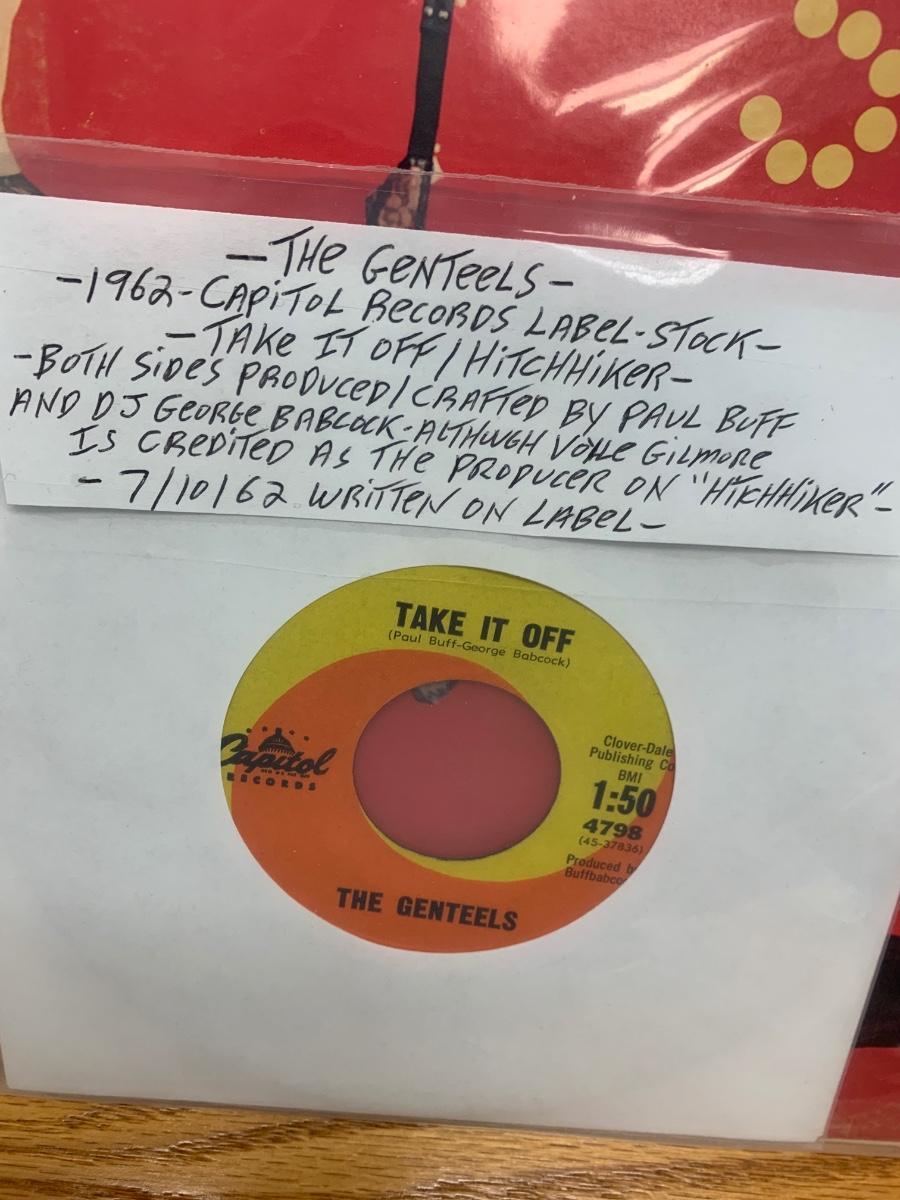 —THE GENTEELS—
-1962-CAPITOL RECORDS LABEL-STOCK-
-TAKE IT OFF/HITCHHIKER-
-BOTH SIDES PRODUCED/CRAFTED BY PAUL BUFF
AND DJ GEORGE BABCOCK-ALTHOUGH VOYLE GILMORE
IS CREDITED AS THE PRODUCER ON "HITCHHIKER"-
- 7/10/62 WRITTEN ON LABEL-
TAKE IT OFF
(Paul Buff-George Babcock)
Capitol
RECORDS
Clover-Dale
Publishing Co
BMI
1:50
4798
(45-37836)
Produced b
Buffbabco
THE GENTEELS